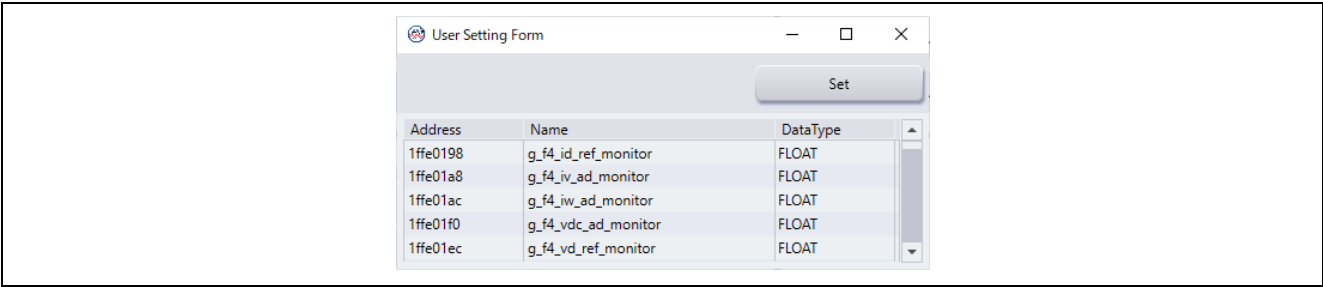 User Setting Form
Set
Address Name DataType
1ffe0198 g_f4_id_ref_monitor FLOAT
1ffe01a8 g_f4_iv_ad_monitor FLOAT
1ffe01ac g_f4_iw_ad_monitor FLOAT
1ffe01f0 g_f4_vdc_ad_monitor FLOAT
1ffe01ec g_f4_vd_ref_monitor FLOAT